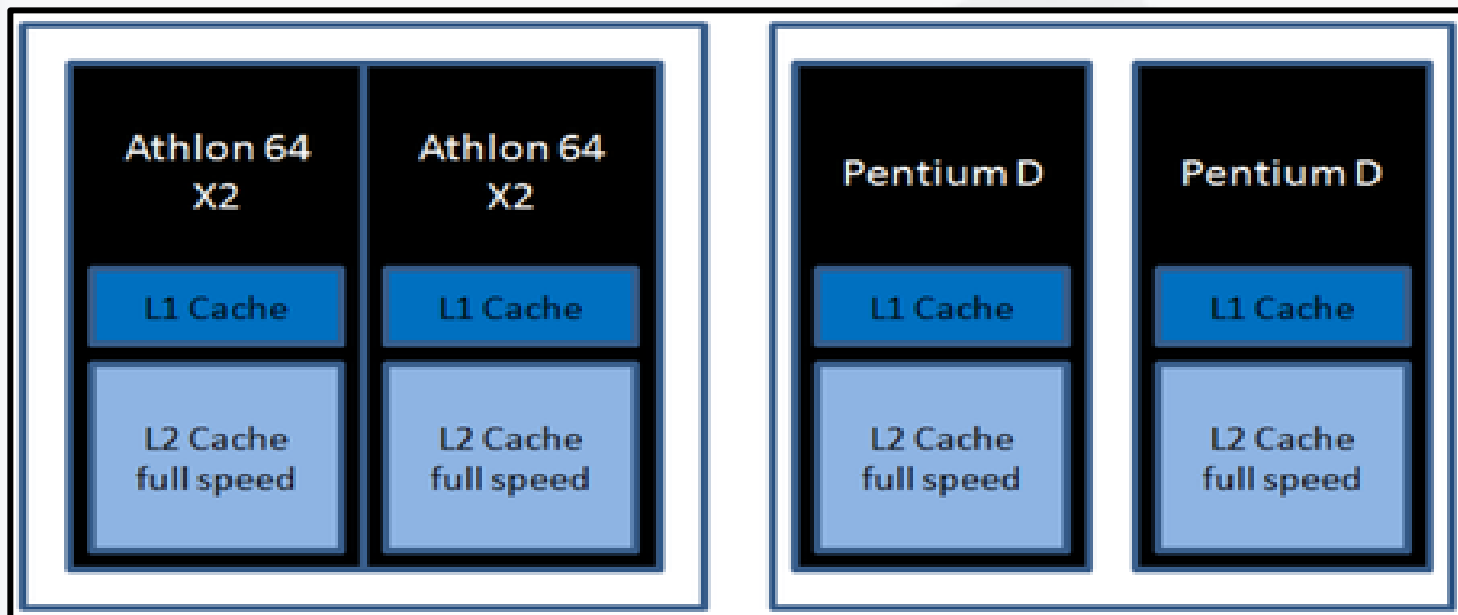 Athlon 64
X2
Athlon 64
X2
Pentium D
Pentium D
L1 Cache
L1 Cache
L1 Cache
L1 Cache
L2 Cache
full speed
L2 Cache
full speed
L2 Cache
full speed
L2 Cache
full speed